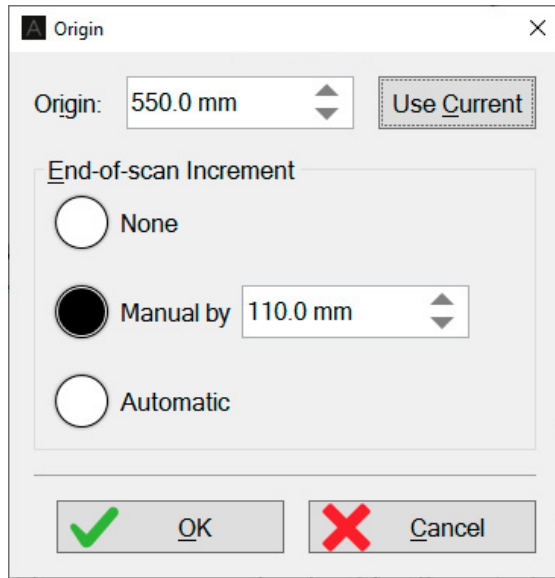 Origin
Origin: 550.0 mm Use Current
End-of-scan Increment
None
Manual by 110.0 mm
Automatic
OK Cancel